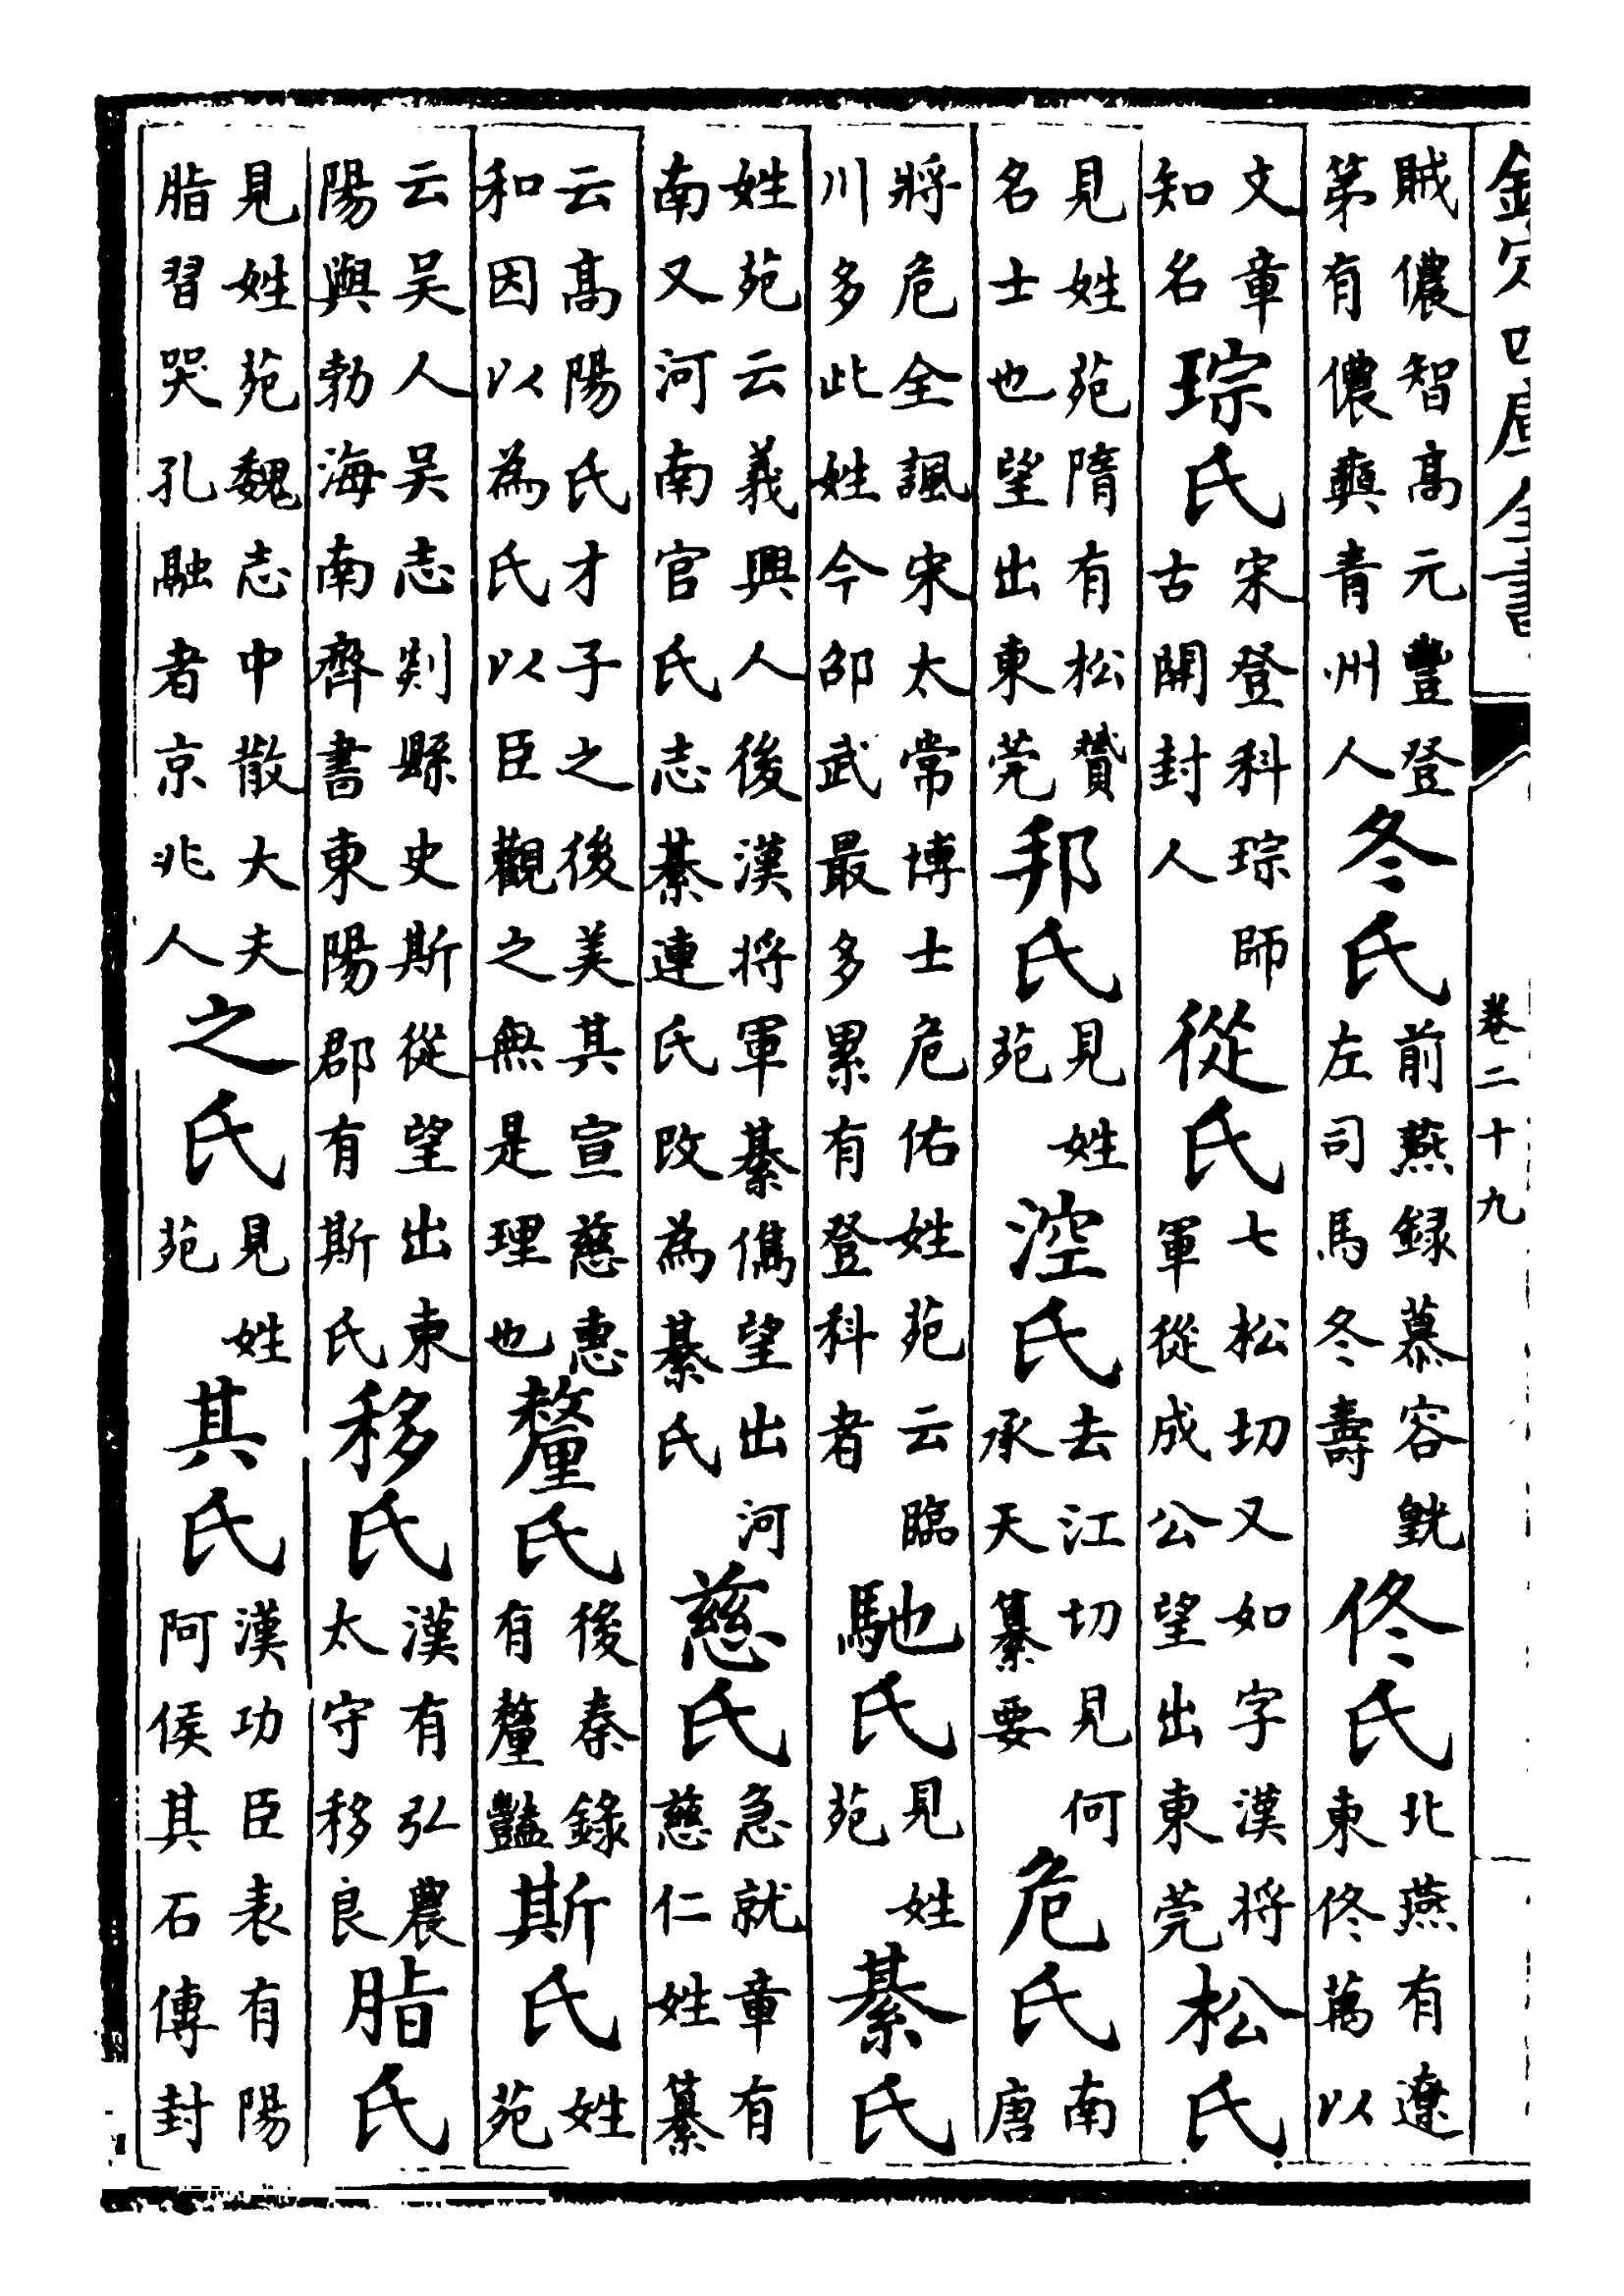 欽定四庫全書 卷二十九
賊儂智高元豐登第有儂青州人冬氏前燕録慕容皝左司馬冬壽佟氏北燕有遼東佟萬以
文章知名琮氏宋登科琮師古開封人從氏七松切又如字漢將軍從成公望出東莞松氏
見姓苑隋有松贇名士也望出東莞邦氏見姓苑涳氏去江切見何承天纂要危氏南唐
將危全諷宋太常博士危佑姓苑云臨川多此姓今邵武最多累有登科者馳氏見姓苑綦氏
姓苑云義興人後漢將軍綦儁望出河南又河南官氏志綦連氏改為綦氏慈氏急就章有慈仁姓纂
云高陽氏才子之後美其宣慈惠和因以為氏以臣觀之無是理也釐氏後秦錄有釐豔斯氏姓苑
云吳人吳志剡縣史斯從望出東陽與勃海南齊書東陽郡有斯氏移氏漢有弘農太守移良脂氏
見姓苑魏志中散大夫脂習哭孔融者京兆人之氏見姓苑其氏漢功臣表有陽阿侯其石傳封